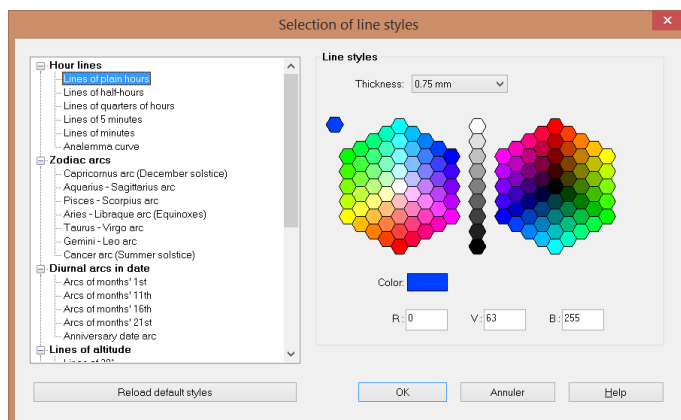 Selection of line styles
Hour lines
Lines of plain hours
Lines of half-hours
Lines of quarters of hours
Lines of 5 minutes
Lines of minutes
Analemma curve
Zodiac arcs
Capricornus arc (December solstice)
Aquarius - Sagittarius arc
Pisces - Scorpius arc
Aries - Libraque arc (Equinoxes)
Taurus - Virgo arc
Gemini - Leo arc
Cancer arc (Summer solstice)
Diurnal arcs in date
Arcs of months' 1st
Arcs of months' 11th
Arcs of months' 16th
Arcs of months' 21st
Anniversary date arc
Lines of altitude
Line styles
Thickness: 0.75 mm
Color:
R: 0 V: 63 B: 255
Reload default styles OK Annuler Help